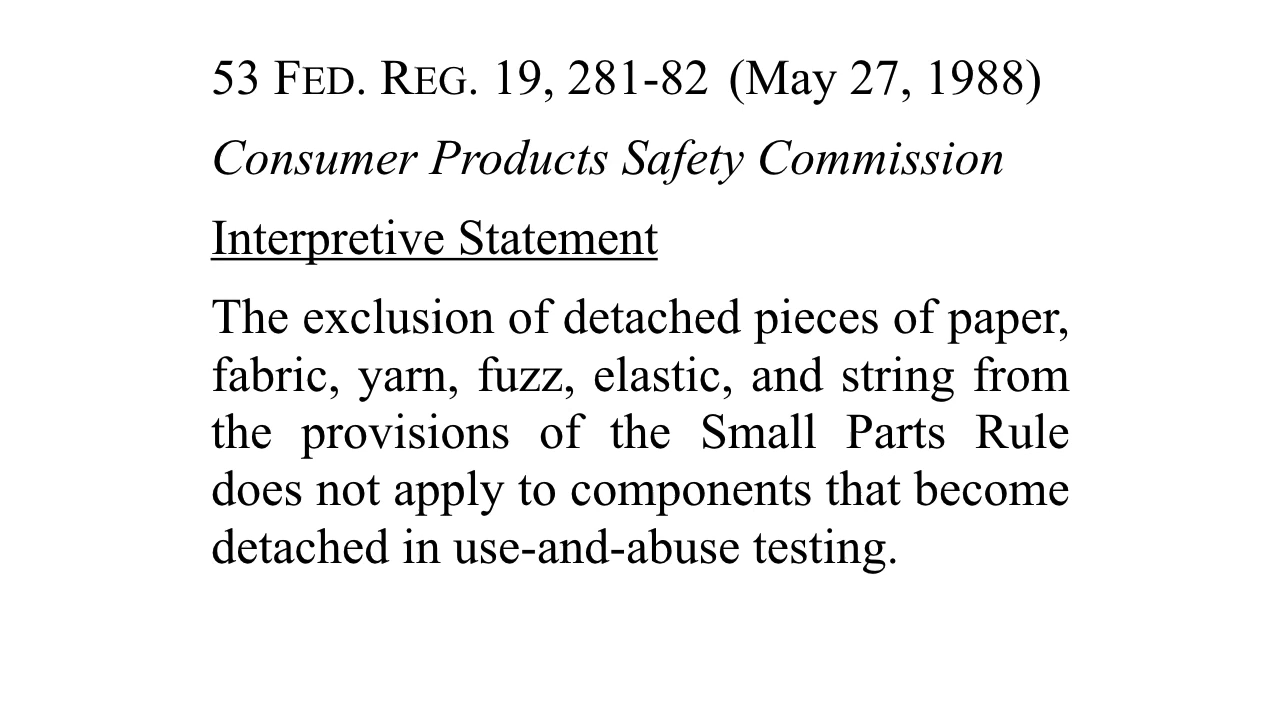 53 FED. REG. 19, 281-82 (May 27, 1988)
Consumer Products Safety Commission
Interpretive Statement
The exclusion of detached pieces of paper,
fabric, yarn, fuzz, elastic, and string from
the provisions of the Small Parts Rule
does not apply to components that become
detached in use-and-abuse testing.